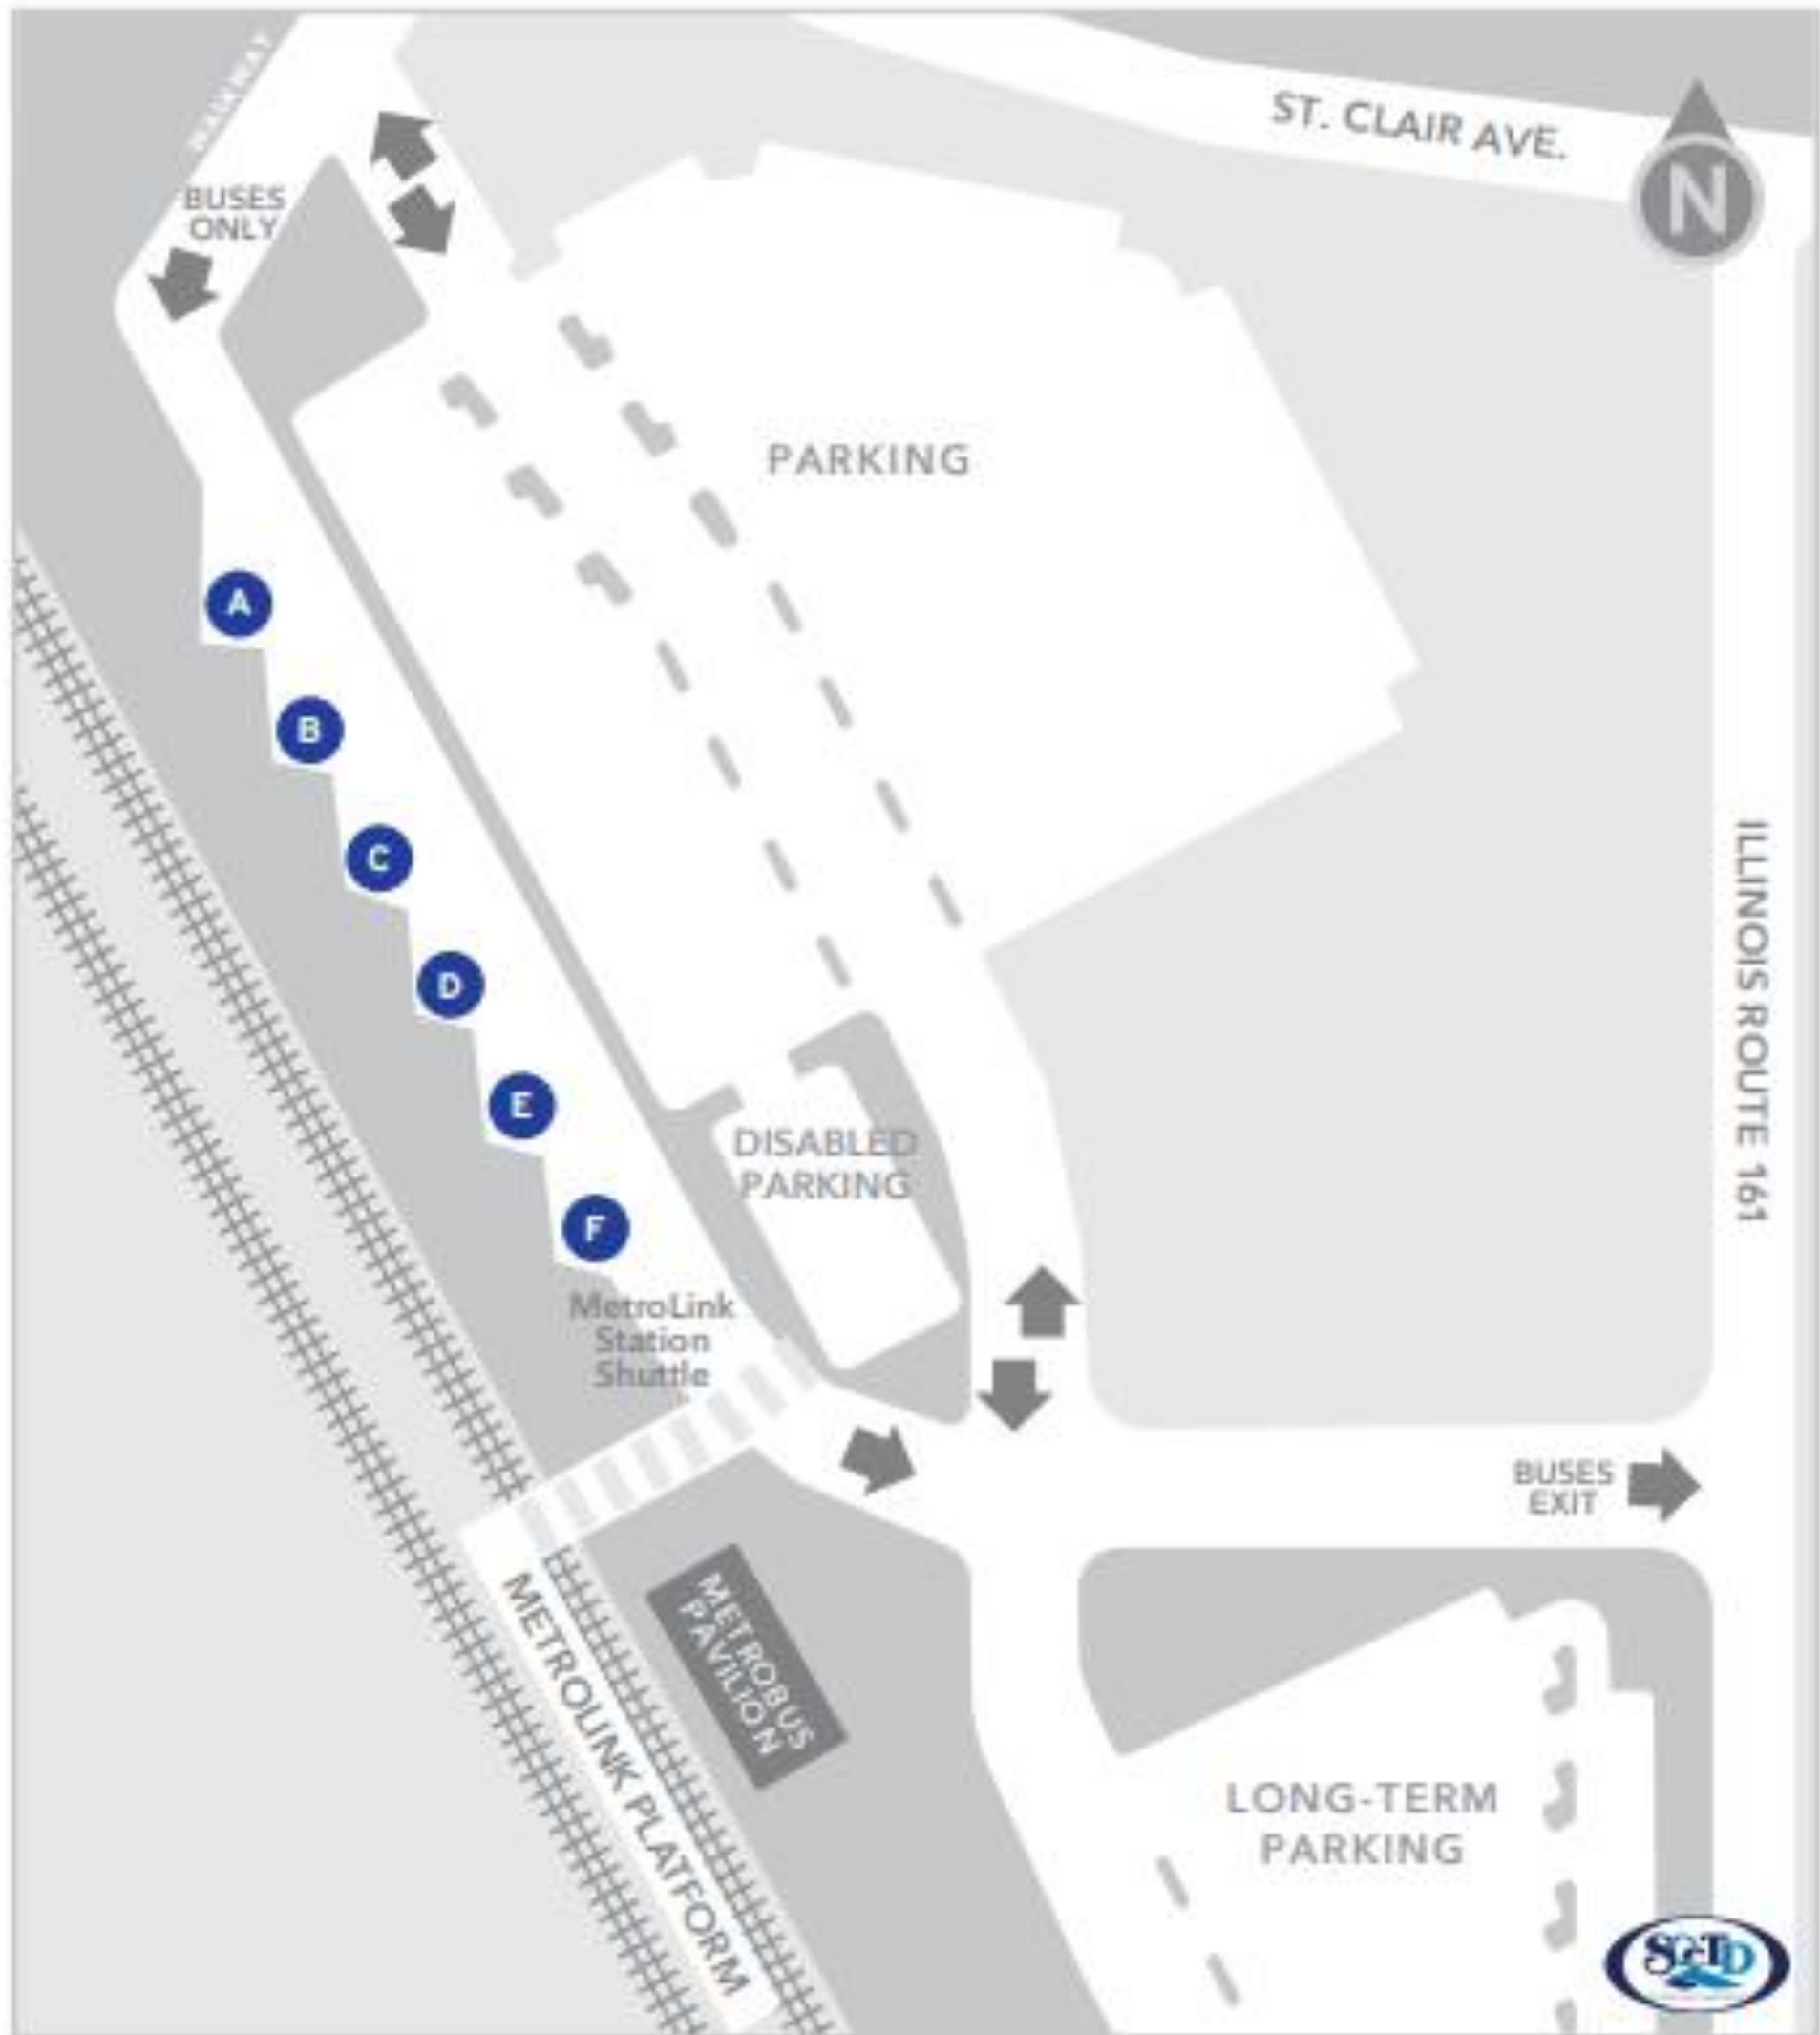 ST. CLAIR AVE.
N
BUSES
ONLY
PARKING
A
B
C
D
E
F
ILLINOIS ROUTE 161
DISABLED
PARKING
MetroLink
Station
Shuttle
BUSES
EXIT
METROBUS
PAVILION
METROLINK PLATFORM
LONG-TERM
PARKING